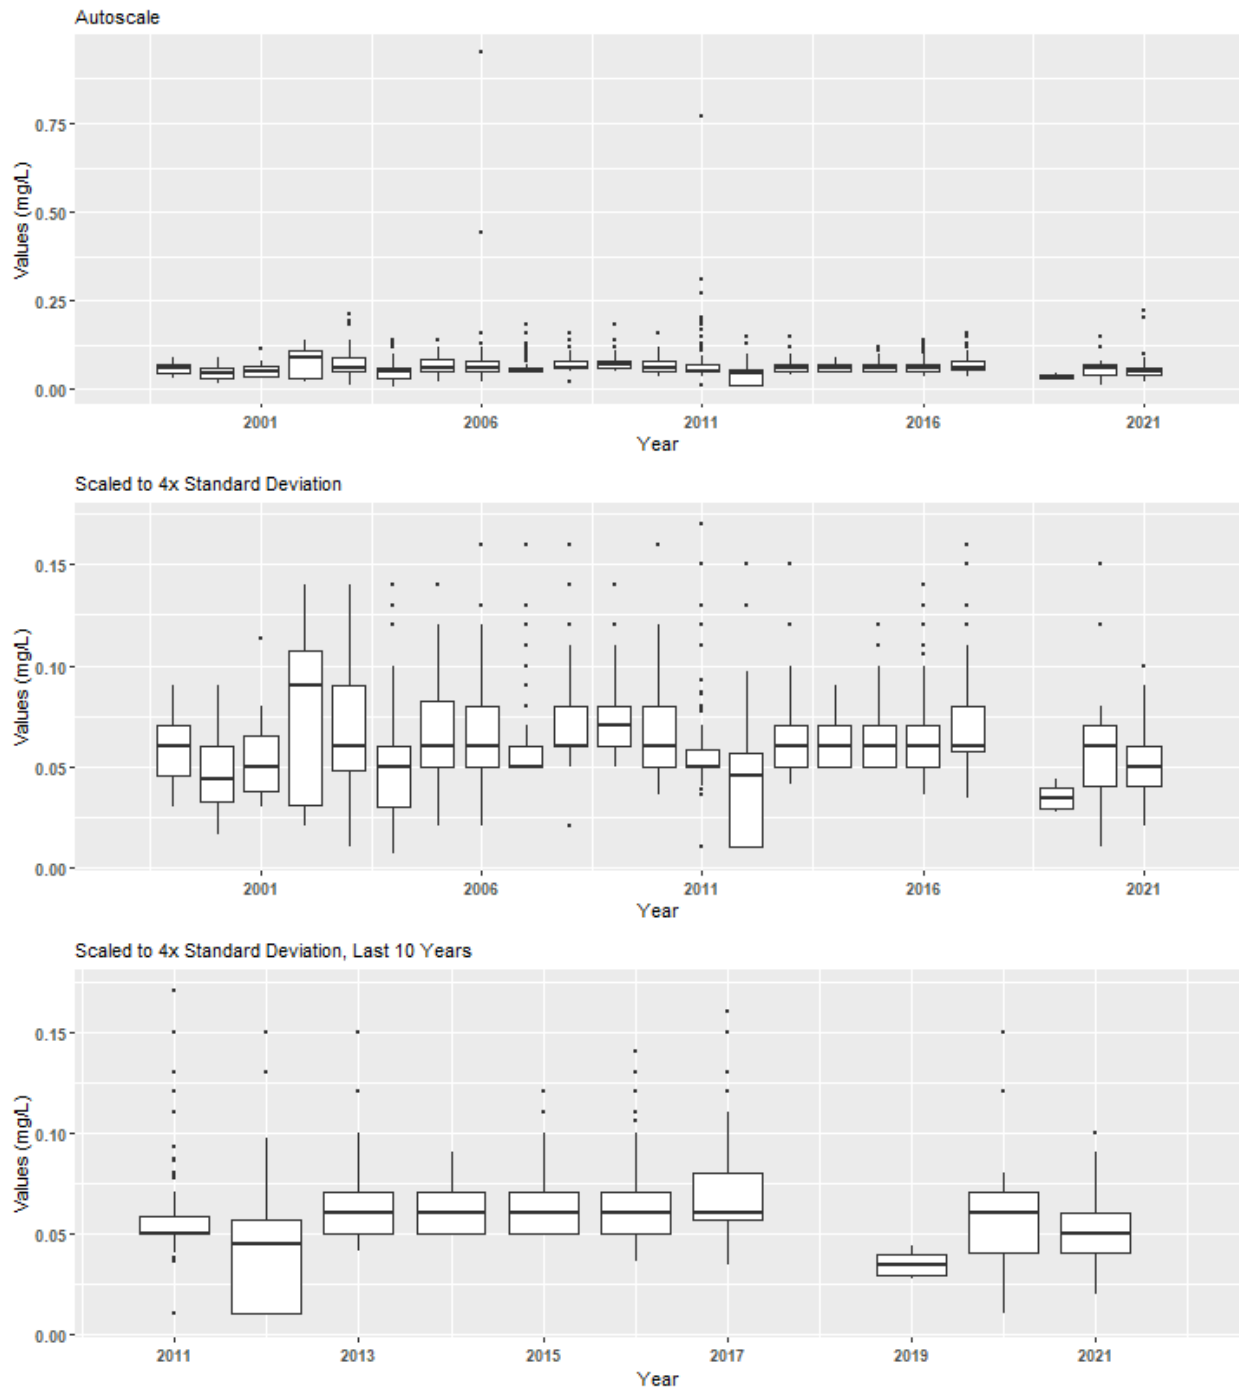 Autoscale
Values (mg/L)
0.75
0.50
0.25
0.00
2001 2006 2011 2016 2021
Year
Scaled to 4x Standard Deviation
Values (mg/L)
0.15
0.10
0.05
0.00
2001 2006 2011 2016 2021
Year
Scaled to 4x Standard Deviation, Last 10 Years
Values (mg/L)
0.15
0.10
0.05
0.00
2011 2013 2015 2017 2019 2021
Year